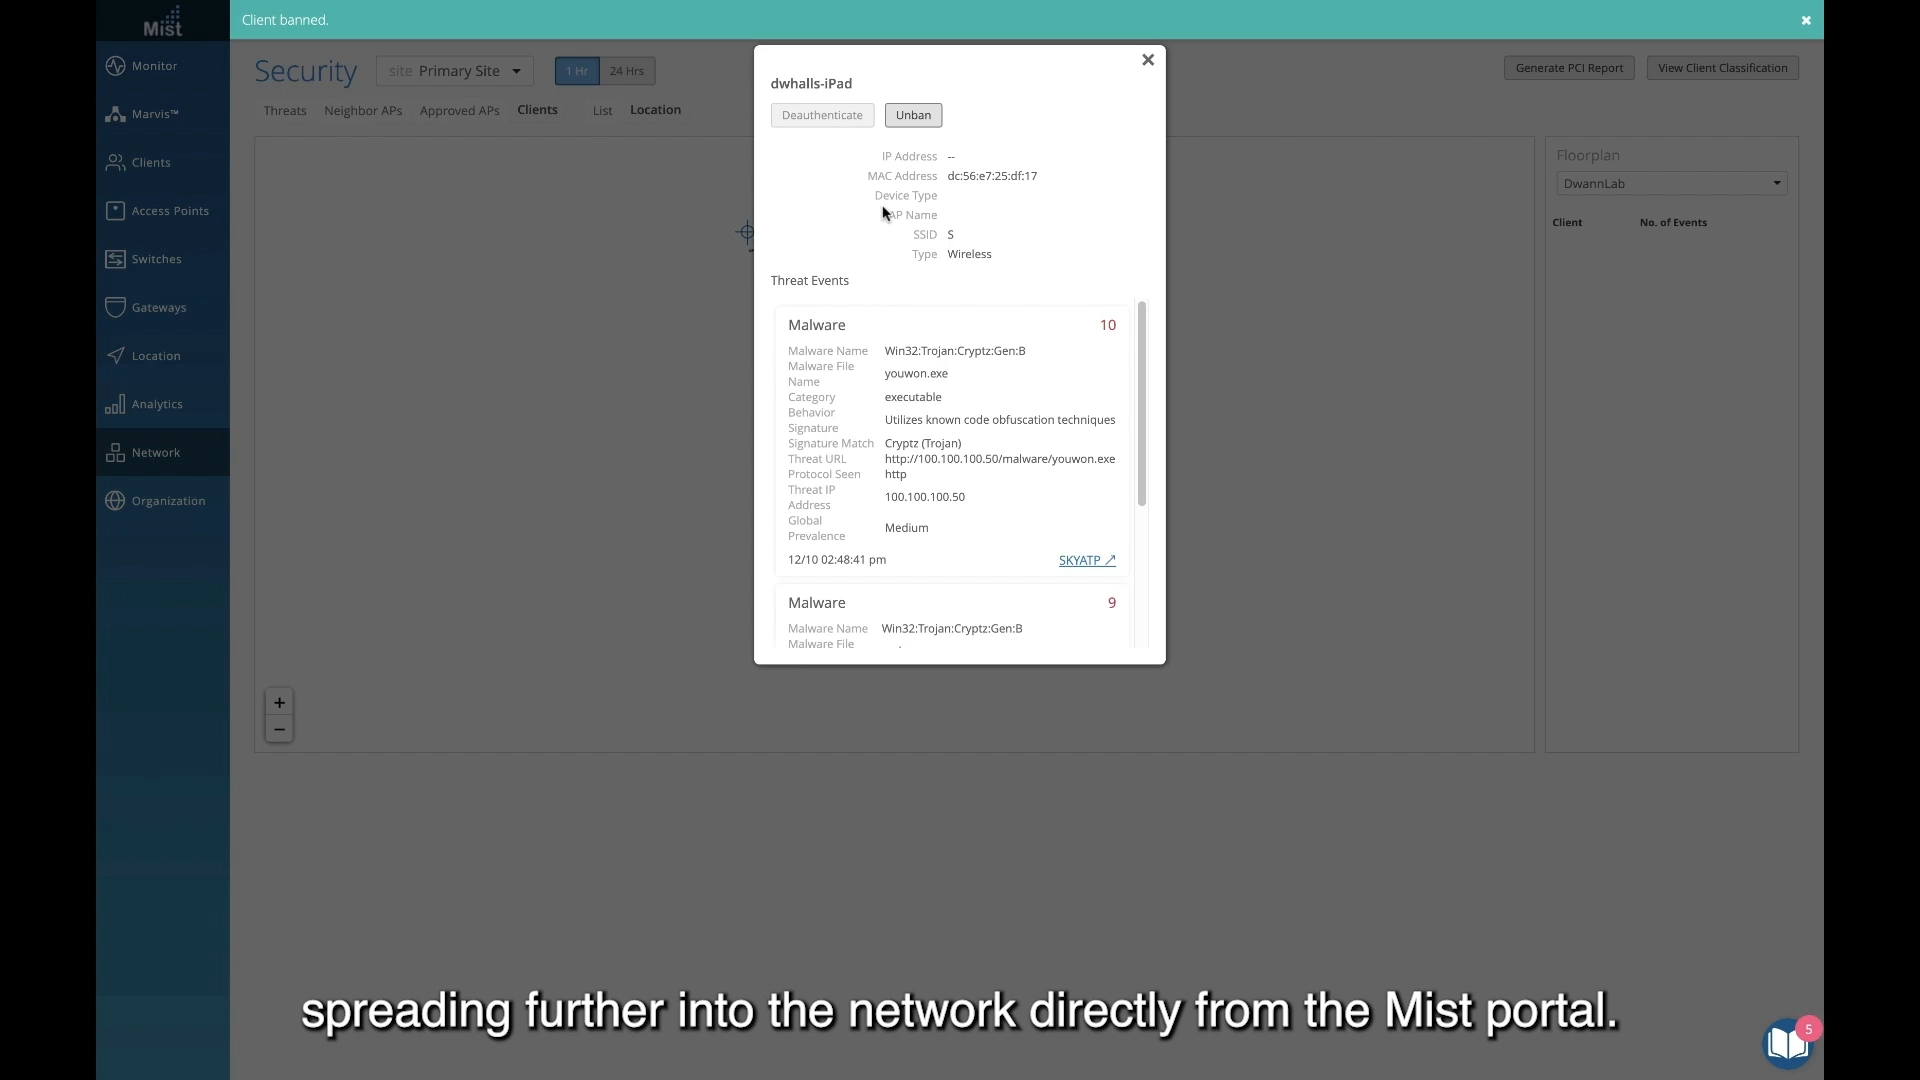 Client banned.
Mist
Monitor
Marvis™
Clients
Access Points
Switches
Gateways
Location
Analytics
Network
Organization
Security
site Primary Site
1 Hr
24 Hrs
Generate PCI Report
View Client Classification
Threats
Neighbor APs
Approved APs
Clients
List
Location
dwhalls-iPad
Deauthenticate
Unban
IP Address --
MAC Address dc:56:e7:25:df:17
Device Type
AP Name
SSID S
Type Wireless
Threat Events
Malware 10
Malware Name Win32:Trojan:Cryptz:Gen:B
Malware File Name youwon.exe
Category executable
Behavior Signature Utilizes known code obfuscation techniques
Signature Match Cryptz (Trojan)
Threat URL http://100.100.100.50/malware/youwon.exe
Protocol Seen http
Threat IP Address 100.100.100.50
Global Prevalence Medium
12/10 02:48:41 pm
SKYATP
Malware 9
Malware Name Win32:Trojan:Cryptz:Gen:B
Malware File
Floorplan
DwannLab
Client
No. of Events
+
−
spreading further into the network directly from the Mist portal.
5